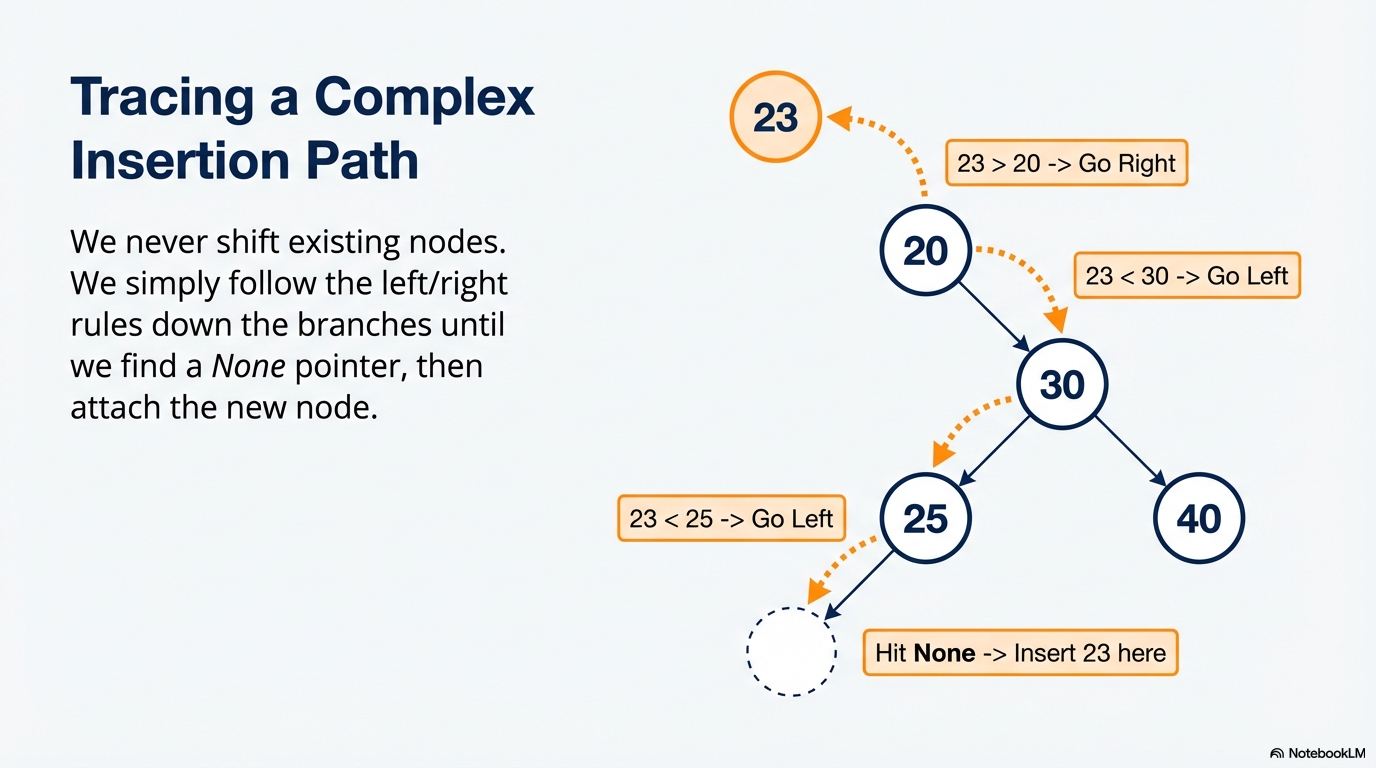 Tracing a Complex
Insertion Path
We never shift existing nodes.
We simply follow the left/right
rules down the branches until
we find a None pointer, then
attach the new node.
23
23 > 20 -> Go Right
20
23 < 30 -> Go Left
30
23 < 25 -> Go Left
25
40
Hit None -> Insert 23 here
NotebookLM